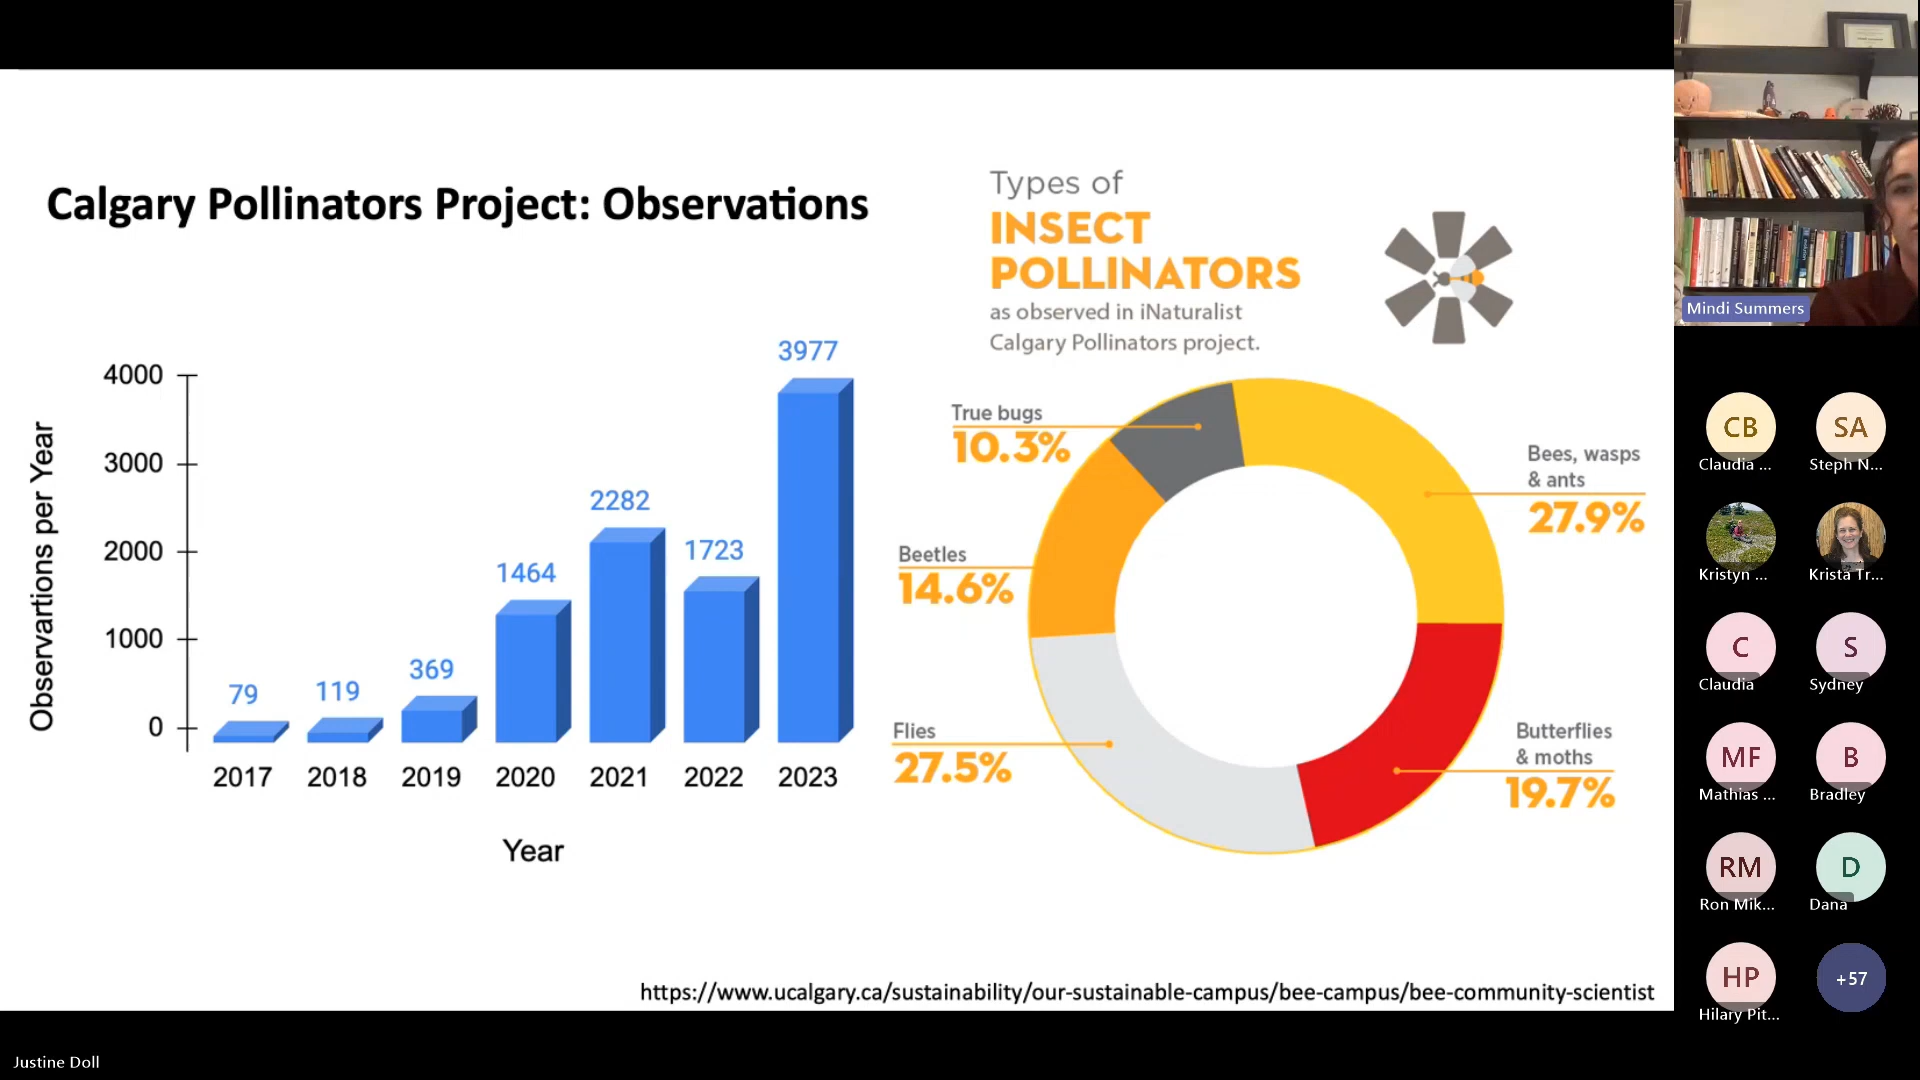 Calgary Pollinators Project: Observations
Observartions per Year
4000
3000
2000
1000
0
79
119
369
1464
2282
1723
3977
2017
2018
2019
2020
2021
2022
2023
Year
Types of
INSECT
POLLINATORS
as observed in iNaturalist
Calgary Pollinators project.
True bugs
10.3%
Bees, wasps
& ants
27.9%
Beetles
14.6%
Flies
27.5%
Butterflies
& moths
19.7%
https://www.ucalgary.ca/sustainability/our-sustainable-campus/bee-campus/bee-community-scientist
Mindi Summers
CB
Claudia ...
SA
Steph N...
Kristyn ...
Krista Tr...
C
Claudia
S
Sydney
MF
Mathias ...
B
Bradley
RM
Ron Mik...
D
Dana
HP
Hilary Pit...
+57
Justine Doll